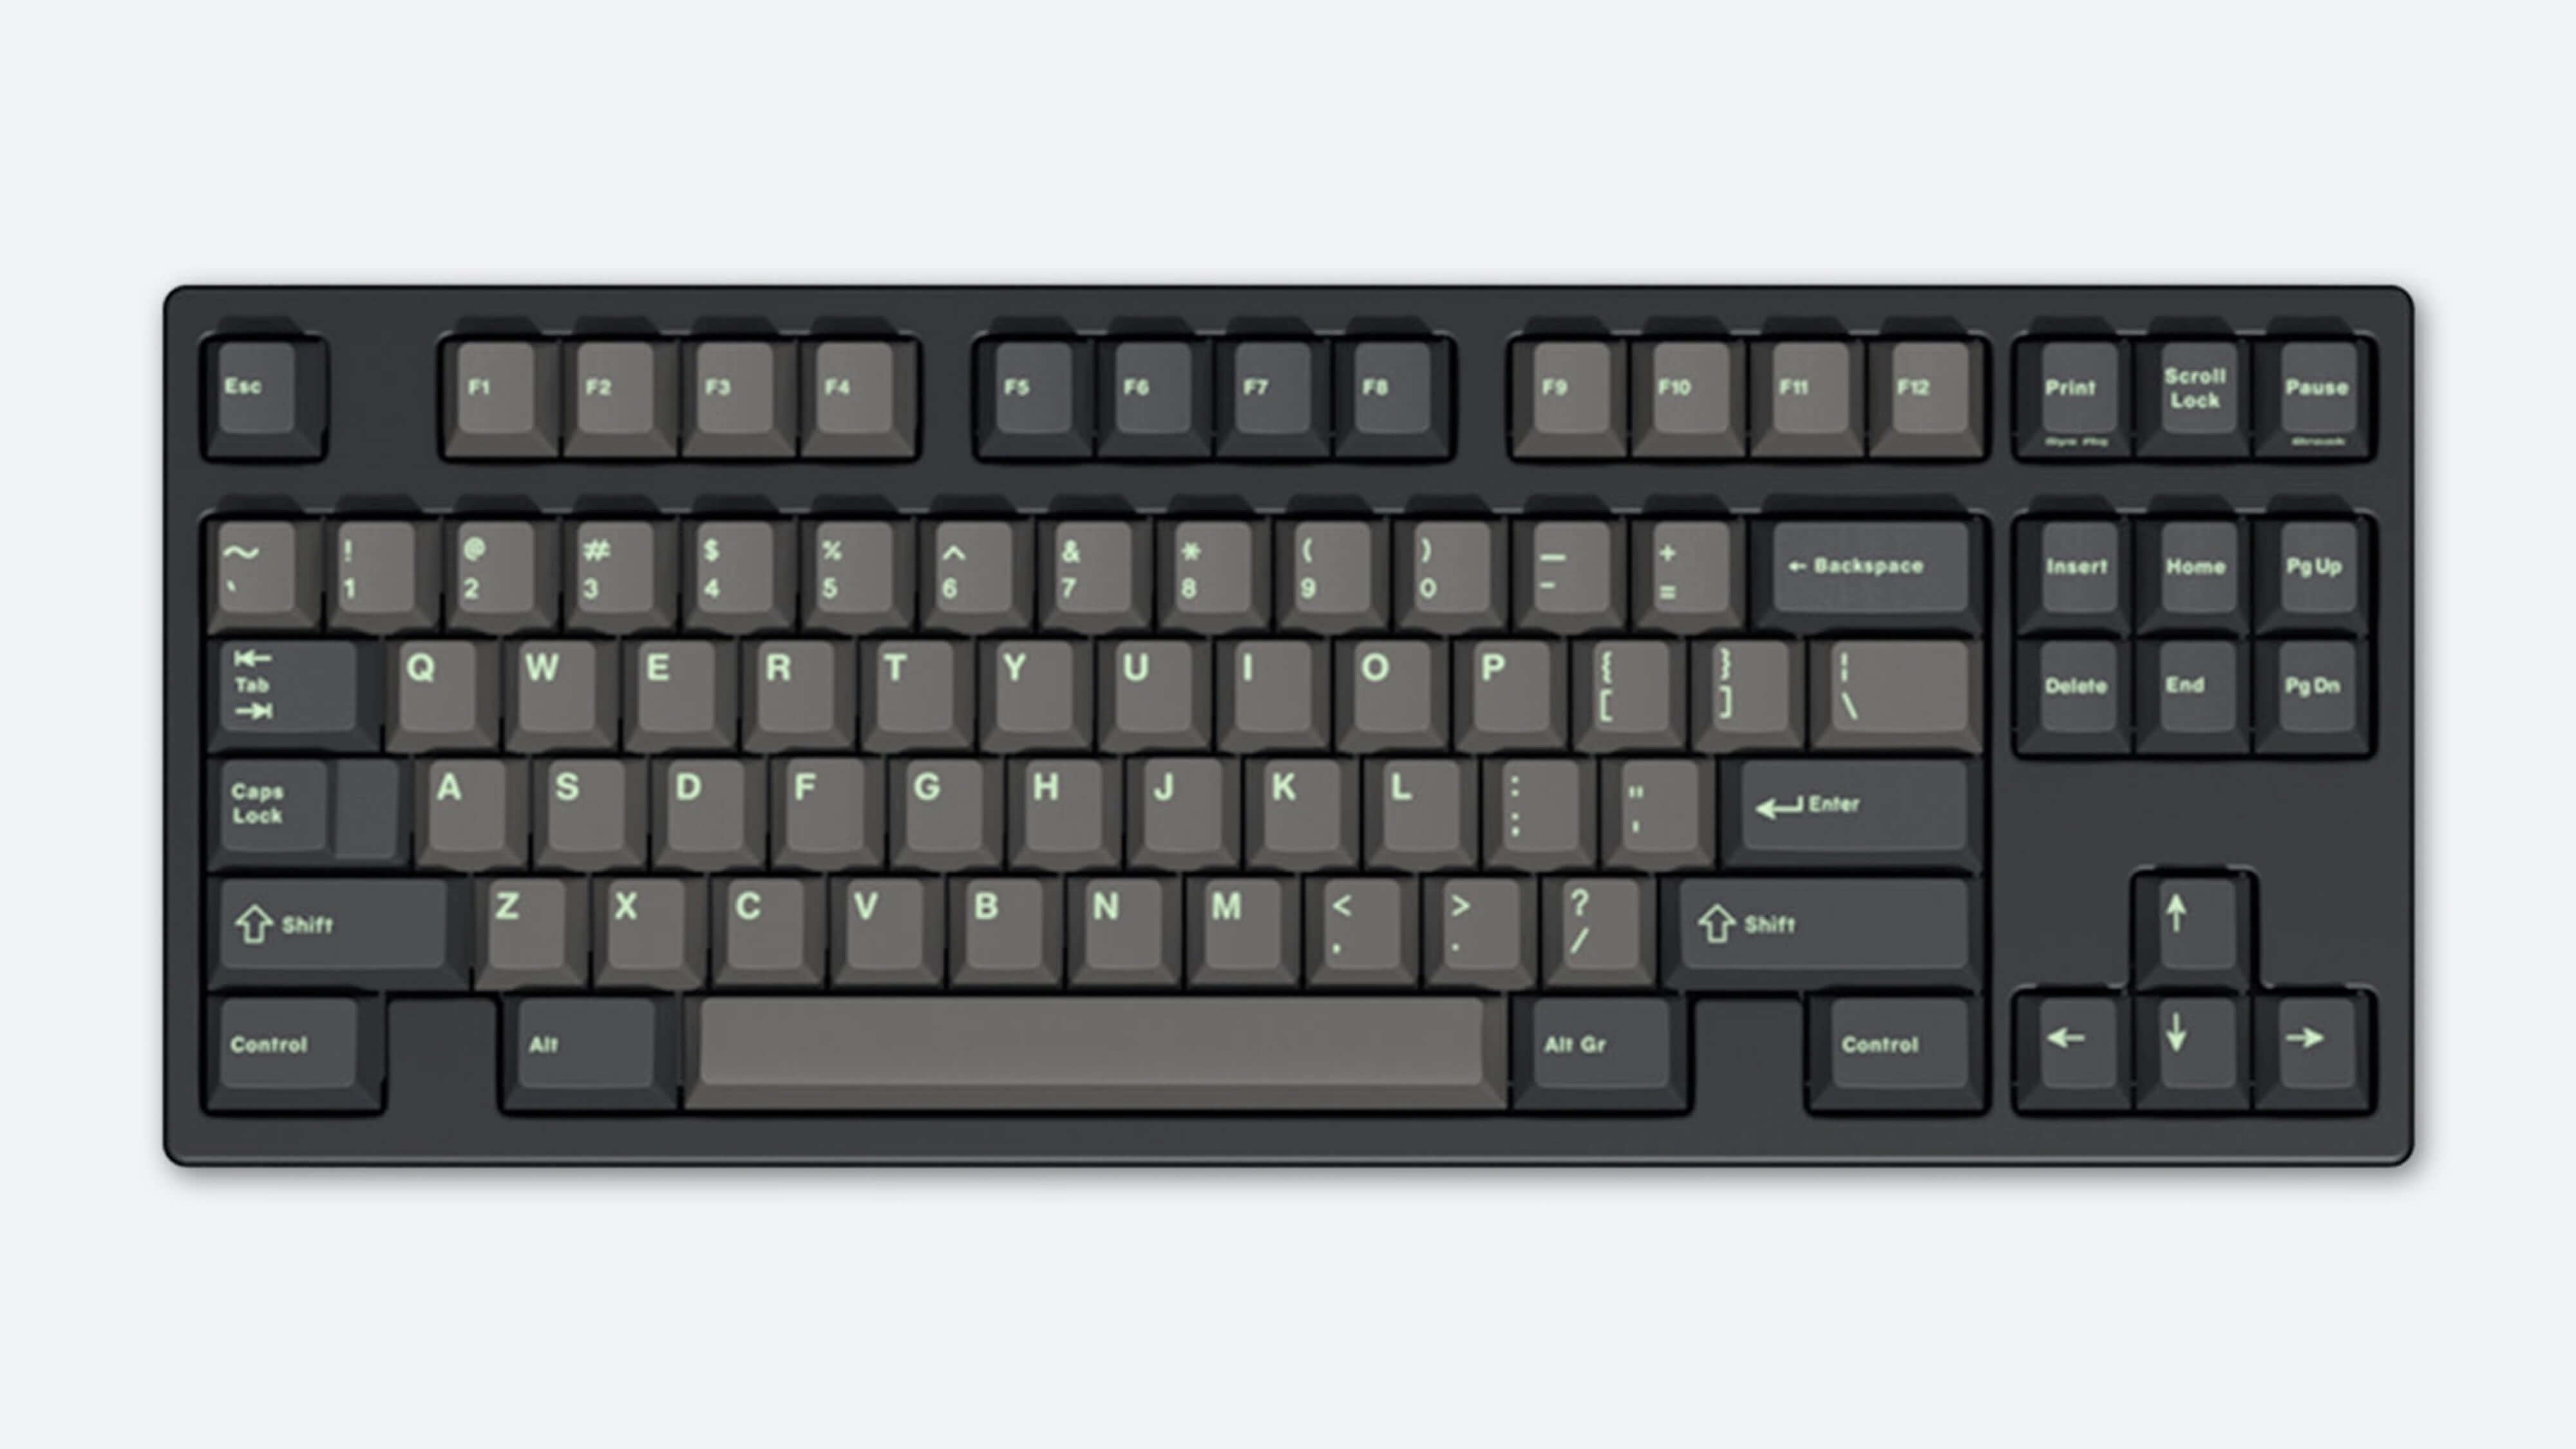 Esc F1 F2 F3 F4 F5 F6 F7 F8 F9 F10 F11 F12 Print Scroll Lock Pause
~ ! @ # $ % ^ & * ( ) — +
` 1 2 3 4 5 6 7 8 9 0 - = ← Backspace Insert Home Pg Up
⇤ Tab ⇥ Q W E R T Y U I O P { [ } ] ¦ \ Delete End Pg Dn
Caps Lock A S D F G H J K L : ; " ' ↵ Enter
⇧ Shift Z X C V B N M < , > . ? / ⇧ Shift ↑
Control Alt Alt Gr Control ← ↓ →